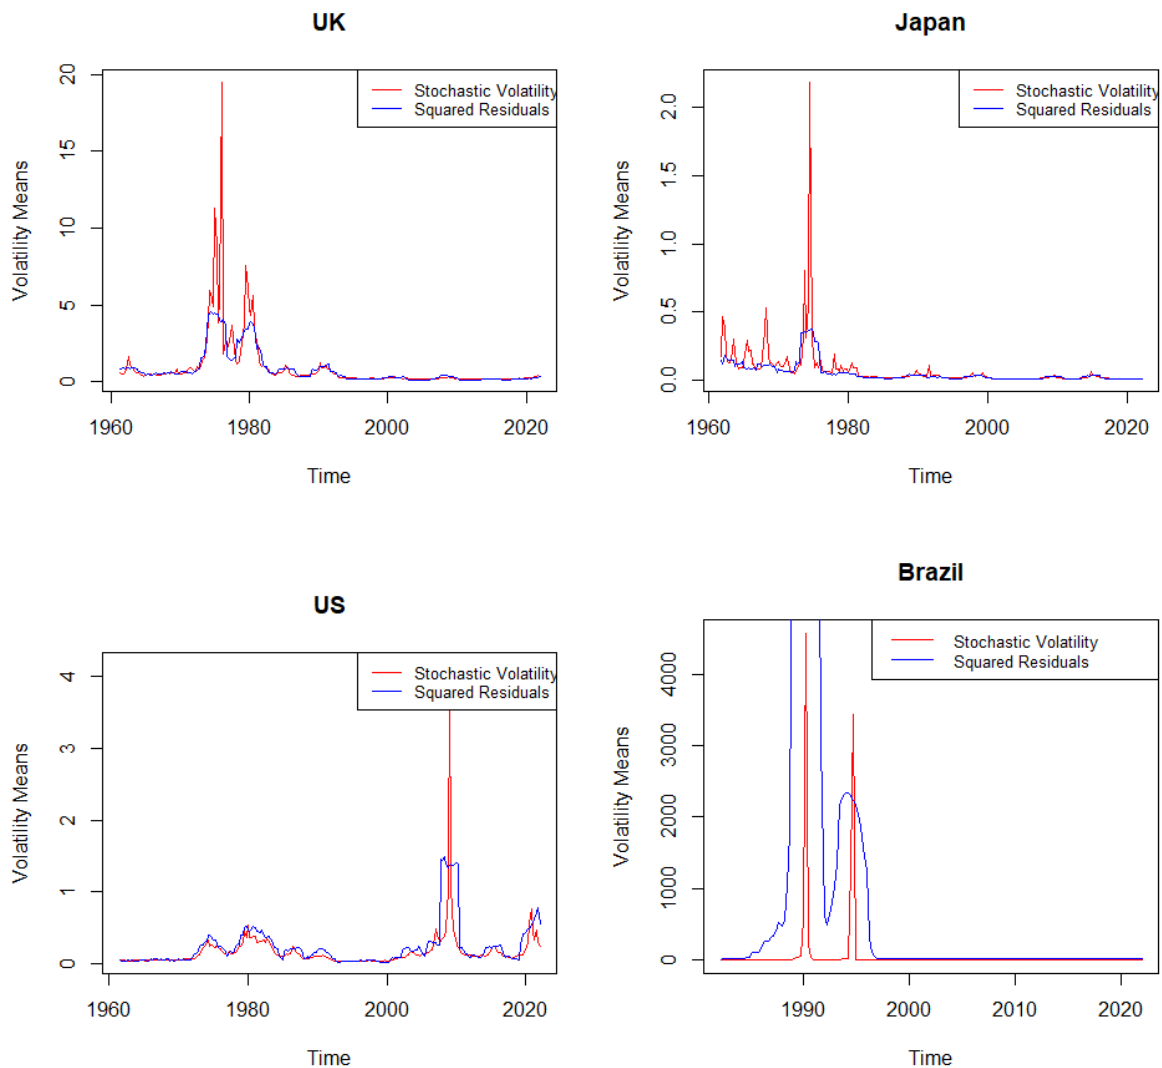 UK
Volatility Means
20
15
10
5
0
Stochastic Volatility
Squared Residuals
1960 1980 2000 2020
Time
Japan
Volatility Means
2.0
1.5
1.0
0.5
0.0
Stochastic Volatility
Squared Residuals
1960 1980 2000 2020
Time
US
Volatility Means
4
3
2
1
0
Stochastic Volatility
Squared Residuals
1960 1980 2000 2020
Time
Brazil
Volatility Means
4000
3000
2000
1000
0
Stochastic Volatility
Squared Residuals
1990 2000 2010 2020
Time